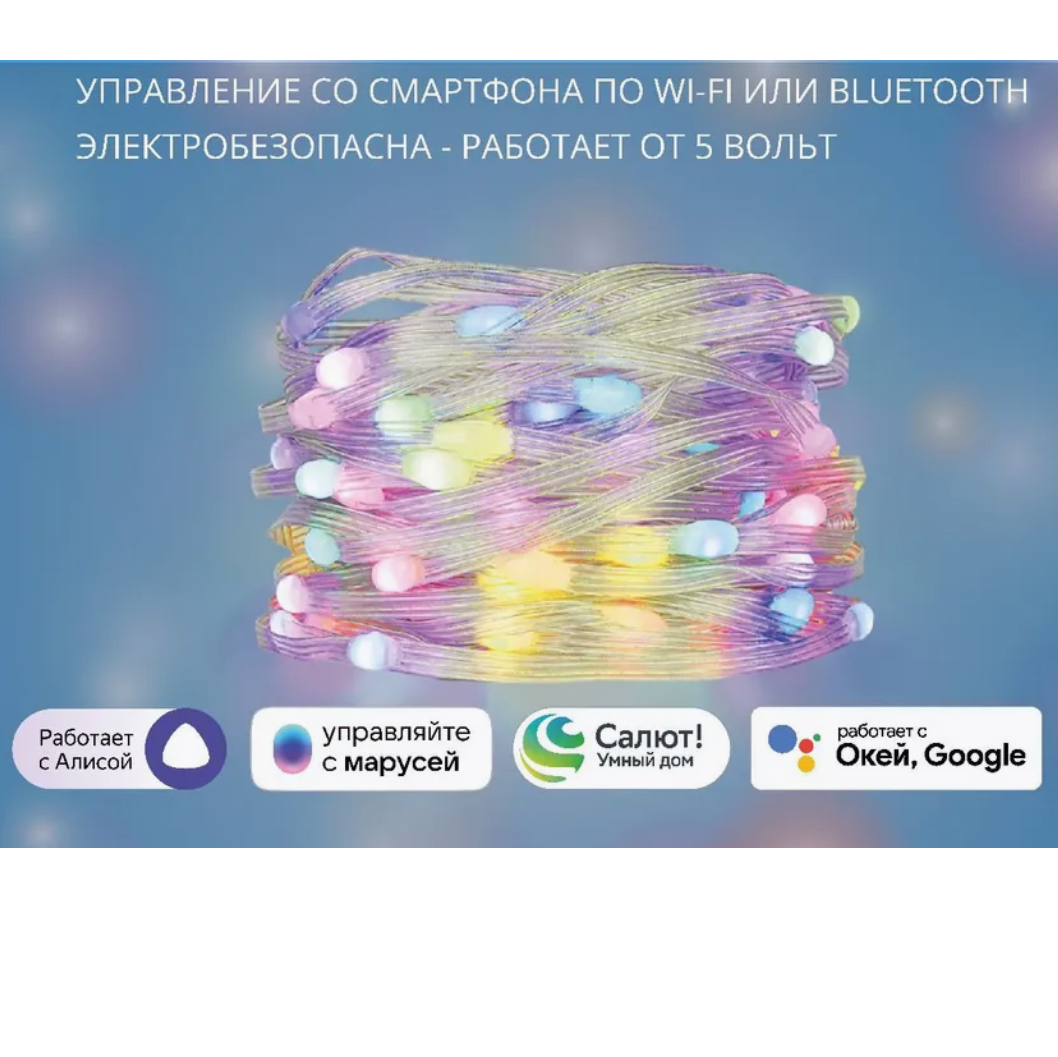 УПРАВЛЕНИЕ СО СМАРТФОНА ПО WI-FI ИЛИ BLUETOOTH
ЭЛЕКТРОБЕЗОПАСНА - РАБОТАЕТ ОТ 5 ВОЛЬТ
Работает
с Алисой
управляйте
с марусей
Салют!
Умный дом
работает с
Окей, Google